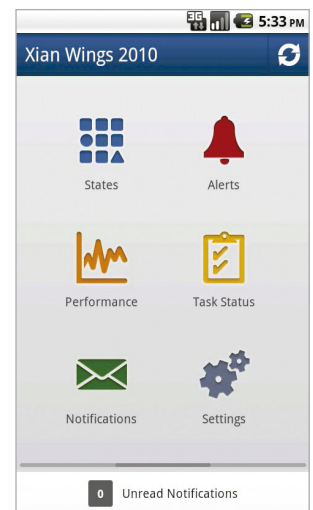 3G 5:33 PM
Xian Wings 2010
States Alerts
Performance Task Status
Notifications Settings
0 Unread Notifications